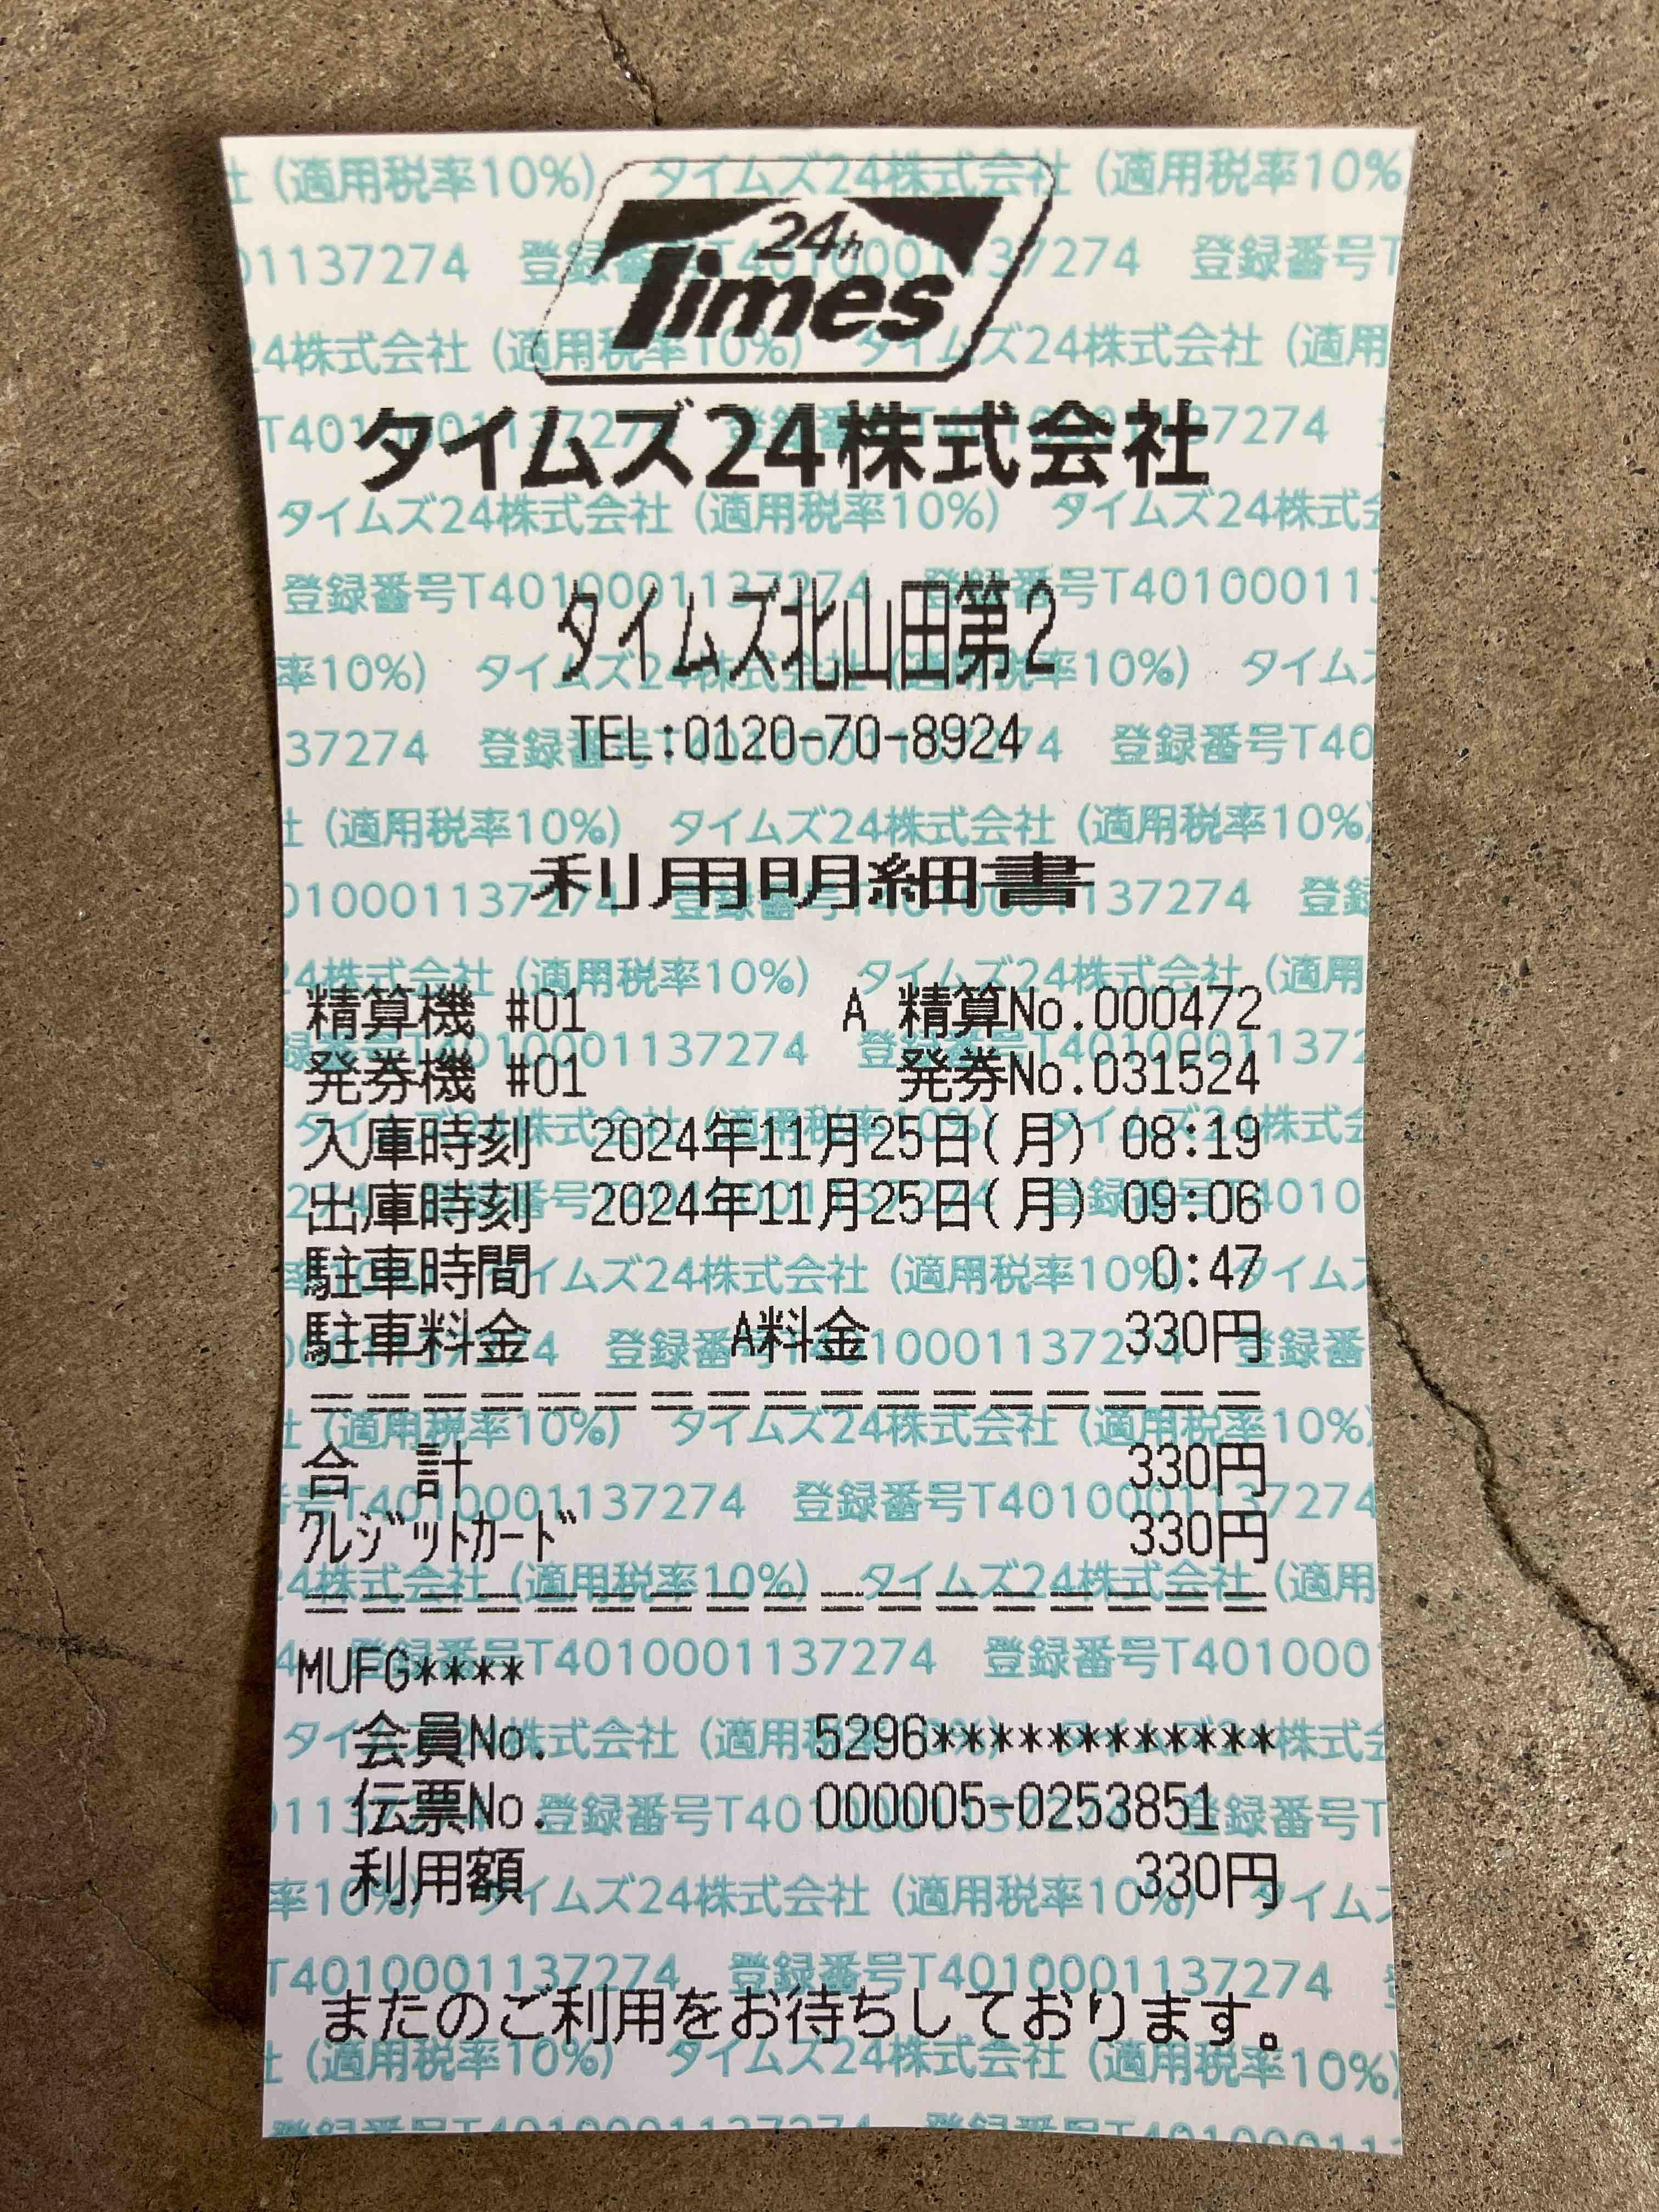 24h
Times
タイムズ24株式会社
タイムズ北山田第2
TEL:0120-70-8924
利用明細書
精算機 #01 A 精算No.000472
発券機 #01 発券No.031524
入庫時刻 2024年11月25日(月) 08:19
出庫時刻 2024年11月25日(月) 09:06
駐車時間 0:47
駐車料金 A料金 330円
合 計 330円
クレジットカード 330円
MUFG****
会員No. 5296************
伝票No. 000005-0253851
利用額 330円
またのご利用をお待ちしております。
タイムズ24株式会社 (適用税率10%)
登録番号T4010001137274